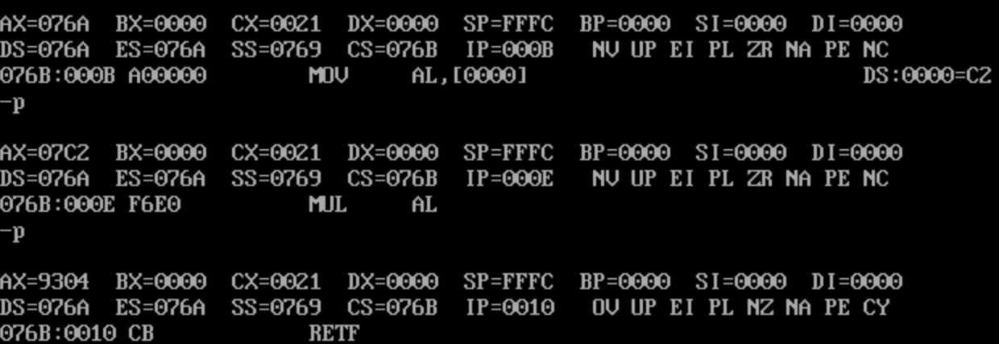 AX=076A  BX=0000  CX=0021  DX=0000  SP=FFFC  BP=0000  SI=0000  DI=0000
DS=076A  ES=076A  SS=0769  CS=076B  IP=000B   NV UP EI PL ZR NA PE NC
076B:000B A00000        MOV     AL,[0000]                          DS:0000=C2
-p
AX=07C2  BX=0000  CX=0021  DX=0000  SP=FFFC  BP=0000  SI=0000  DI=0000
DS=076A  ES=076A  SS=0769  CS=076B  IP=000E   NV UP EI PL ZR NA PE NC
076B:000E F6E0          MUL     AL
-p
AX=9304  BX=0000  CX=0021  DX=0000  SP=FFFC  BP=0000  SI=0000  DI=0000
DS=076A  ES=076A  SS=0769  CS=076B  IP=0010   OV UP EI PL NZ NA PE CY
076B:0010 CB            RETF